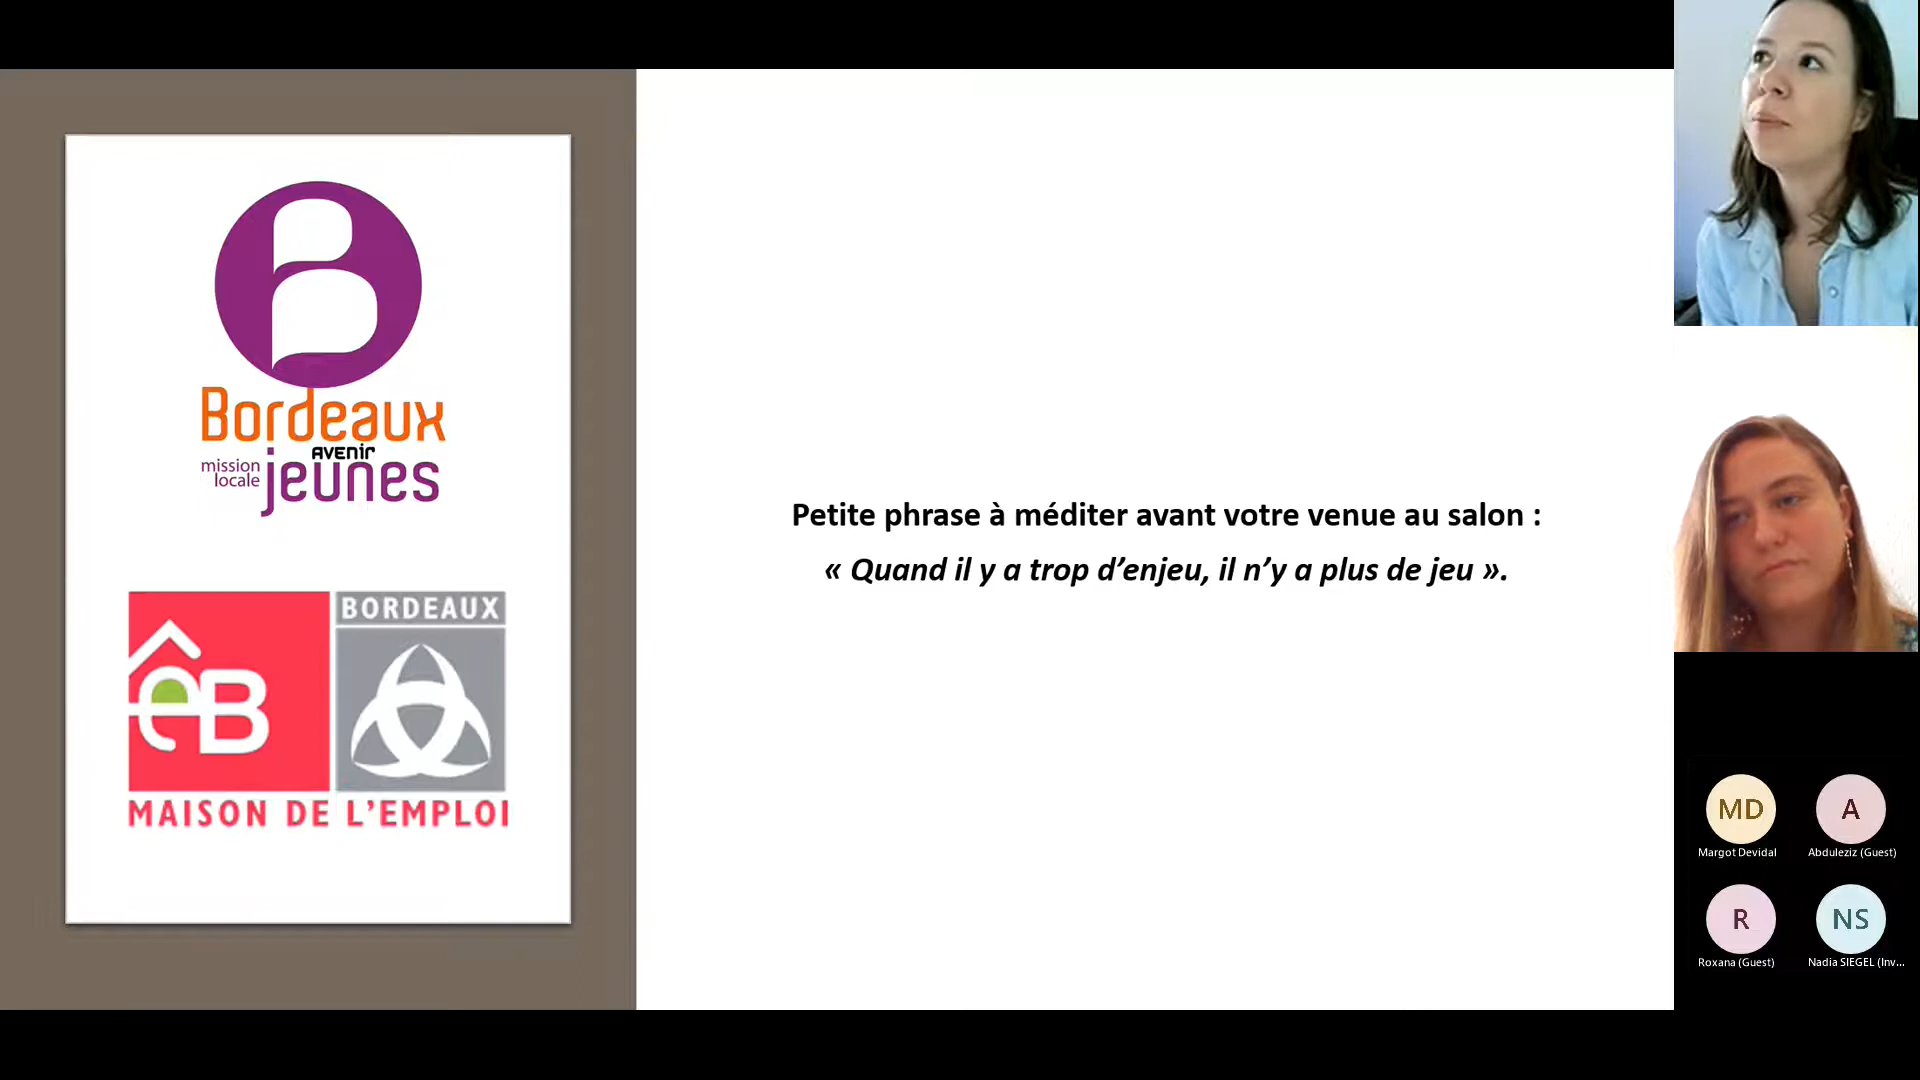 Bordeaux
AVENIR
mission
locale
jeunes
êB
BORDEAUX
MAISON DE L'EMPLOI
Petite phrase à méditer avant votre venue au salon :
« Quand il y a trop d’enjeu, il n’y a plus de jeu ».
MD
Margot Devidal
A
Abduleziz (Guest)
R
Roxana (Guest)
NS
Nadia SIEGEL (Inv...